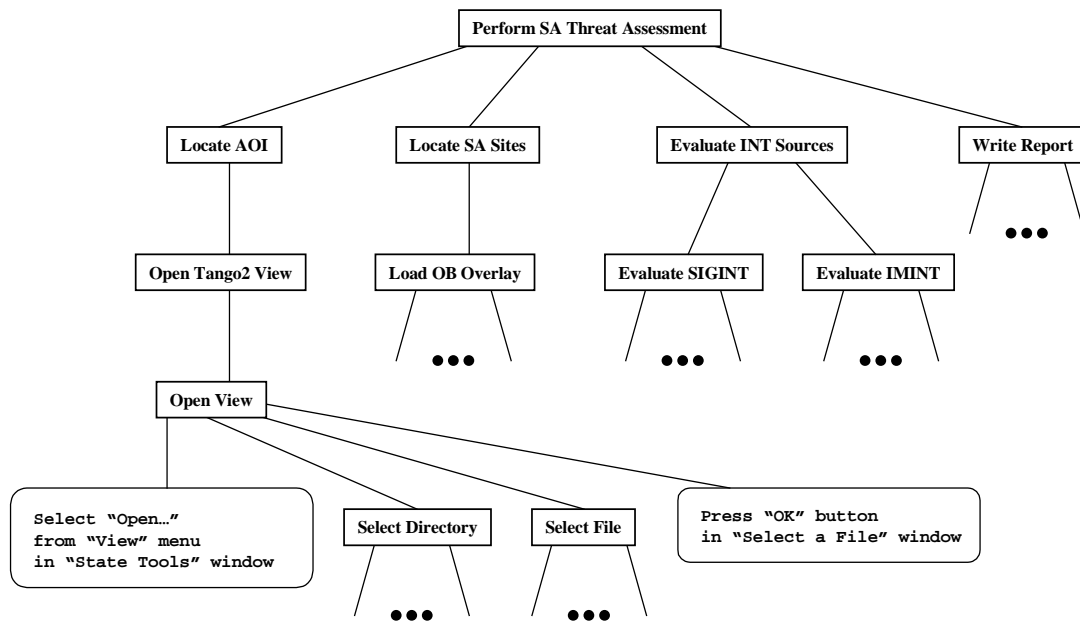 Perform SA Threat Assessment
Locate AOI
Locate SA Sites
Evaluate INT Sources
Write Report
Open Tango2 View
Load OB Overlay
Evaluate SIGINT
Evaluate IMINT
Open View
Select “Open…”
from “View” menu
in “State Tools” window
Select Directory
Select File
Press “OK” button
in “Select a File” window